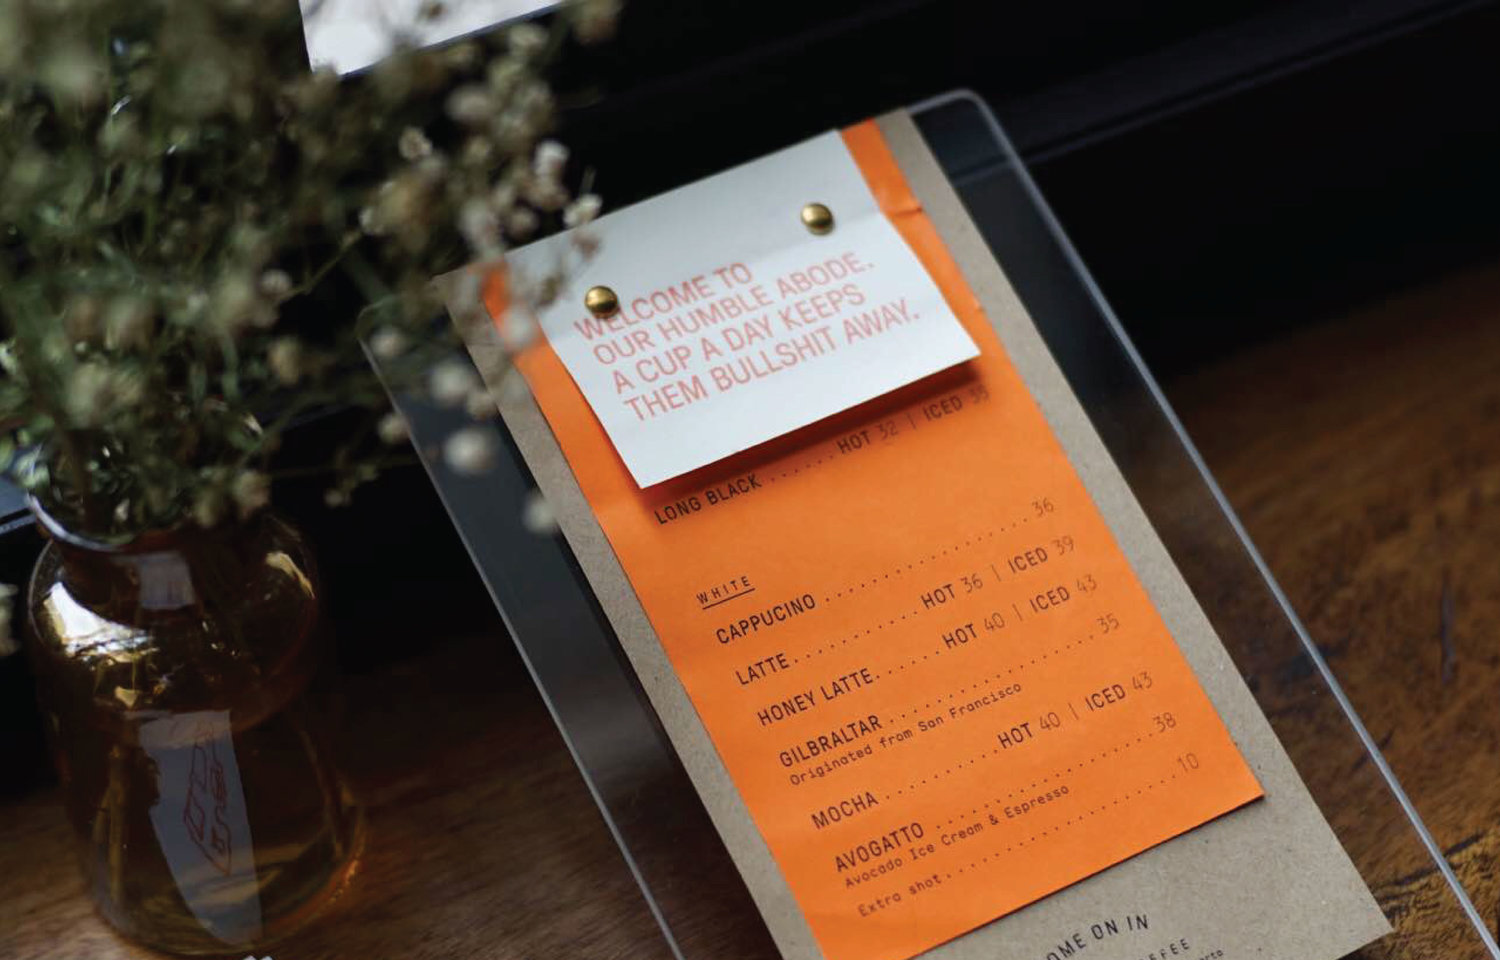 WELCOME TO
OUR HUMBLE ABODE.
A CUP A DAY KEEPS
THEM BULLSHIT AWAY.
LONG BLACK ...... HOT 32 | ICED 35
WHITE
CAPPUCINO .................... 36
LATTE ............ HOT 36 | ICED 39
HONEY LATTE ...... HOT 40 | ICED 43
GILBRALTAR .................... 35
Originated from San Francisco
MOCHA ............ HOT 40 | ICED 43
AVOGATTO .................... 38
Avocado Ice Cream & Espresso
Extra shot .................... 10
ON IN